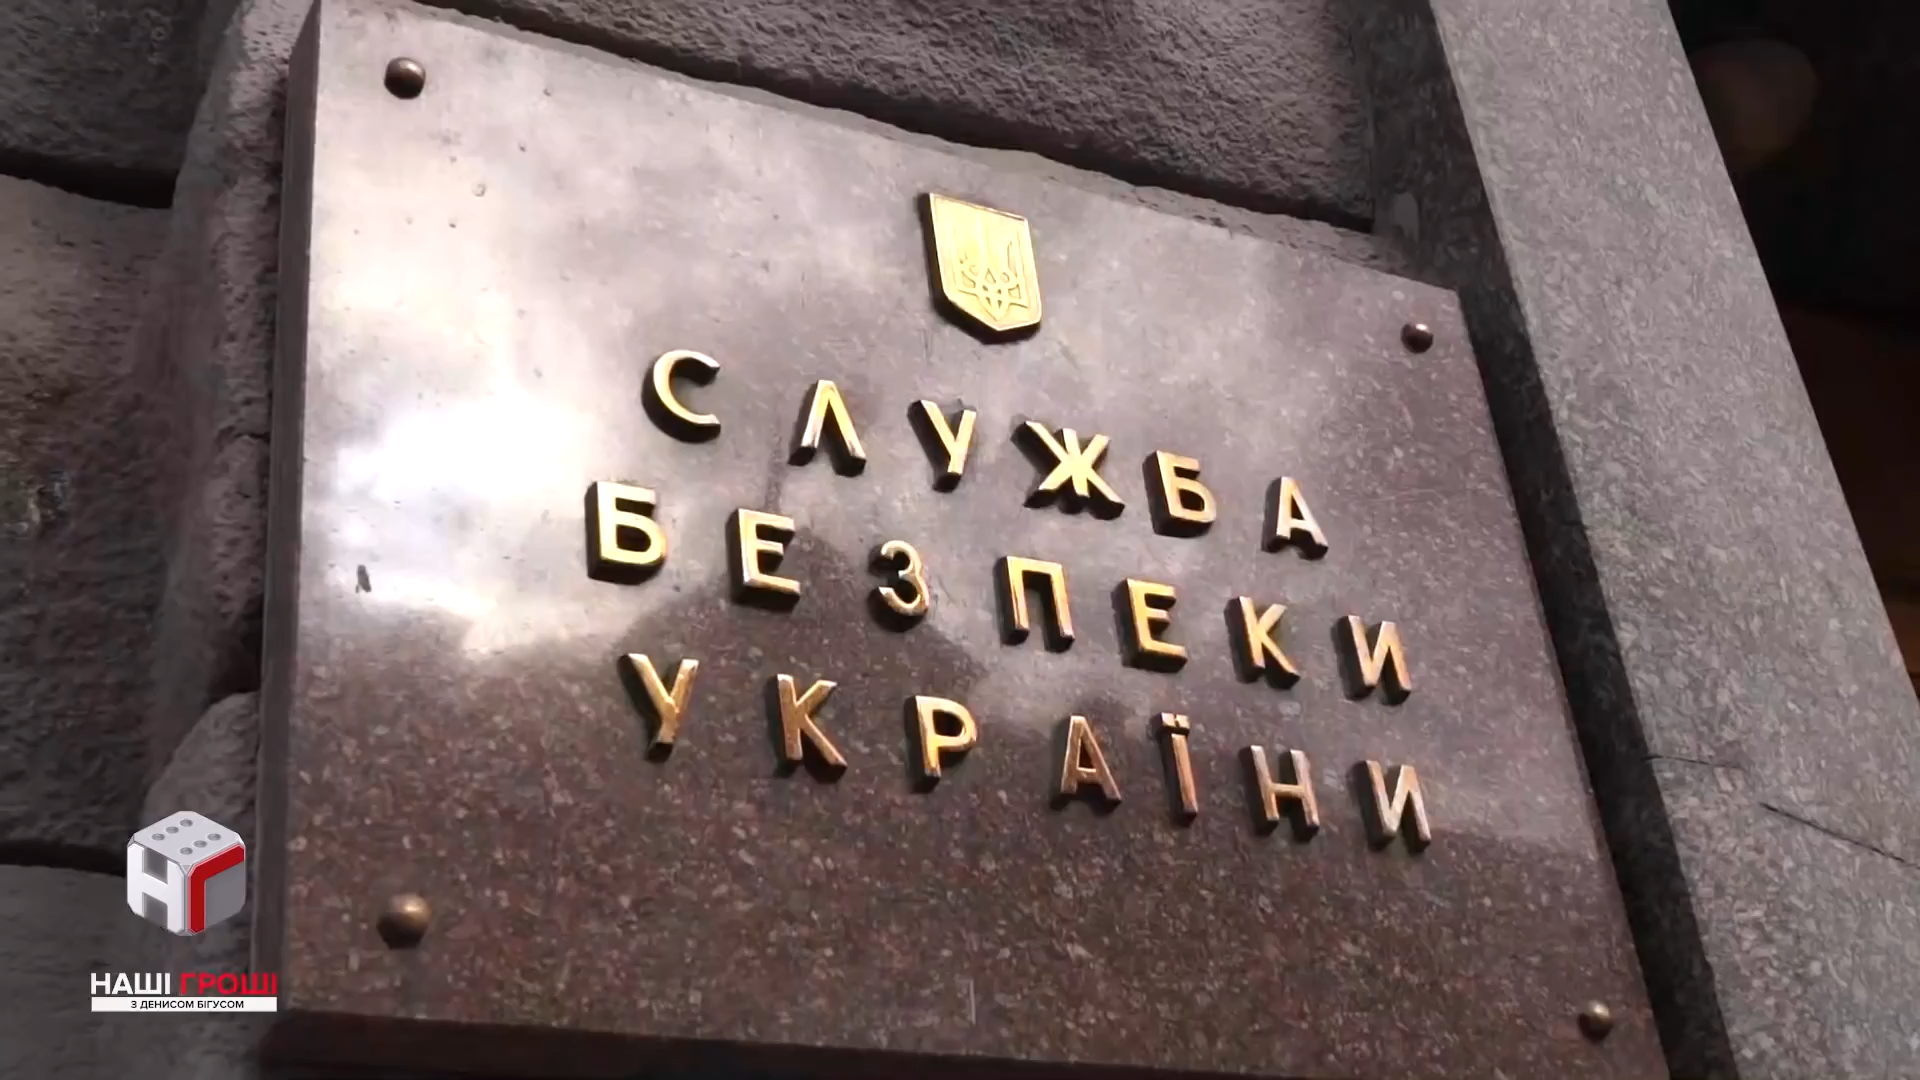 СЛУЖБА
БЕЗПЕКИ
УКРАЇНИ
НГ
НАШІ ГРОШІ
З ДЕНИСОМ БІГУСОМ